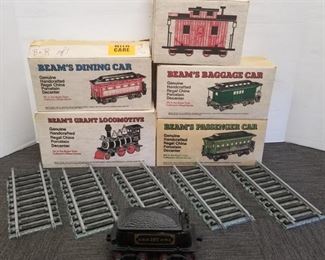 BEAM'S DINING CAR
Genuine
Handcrafted
Regal China
Porcelain
Decanter
BEAM'S BAGGAGE CAR
Genuine
Handcrafted
Regal China
Porcelain
Decanter
BEAM'S GRANT LOCOMOTIVE
Genuine
Handcrafted
Regal China
Porcelain
Decanter
BEAM'S PASSENGER CAR
Genuine
Handcrafted
Regal China
Porcelain
Decanter